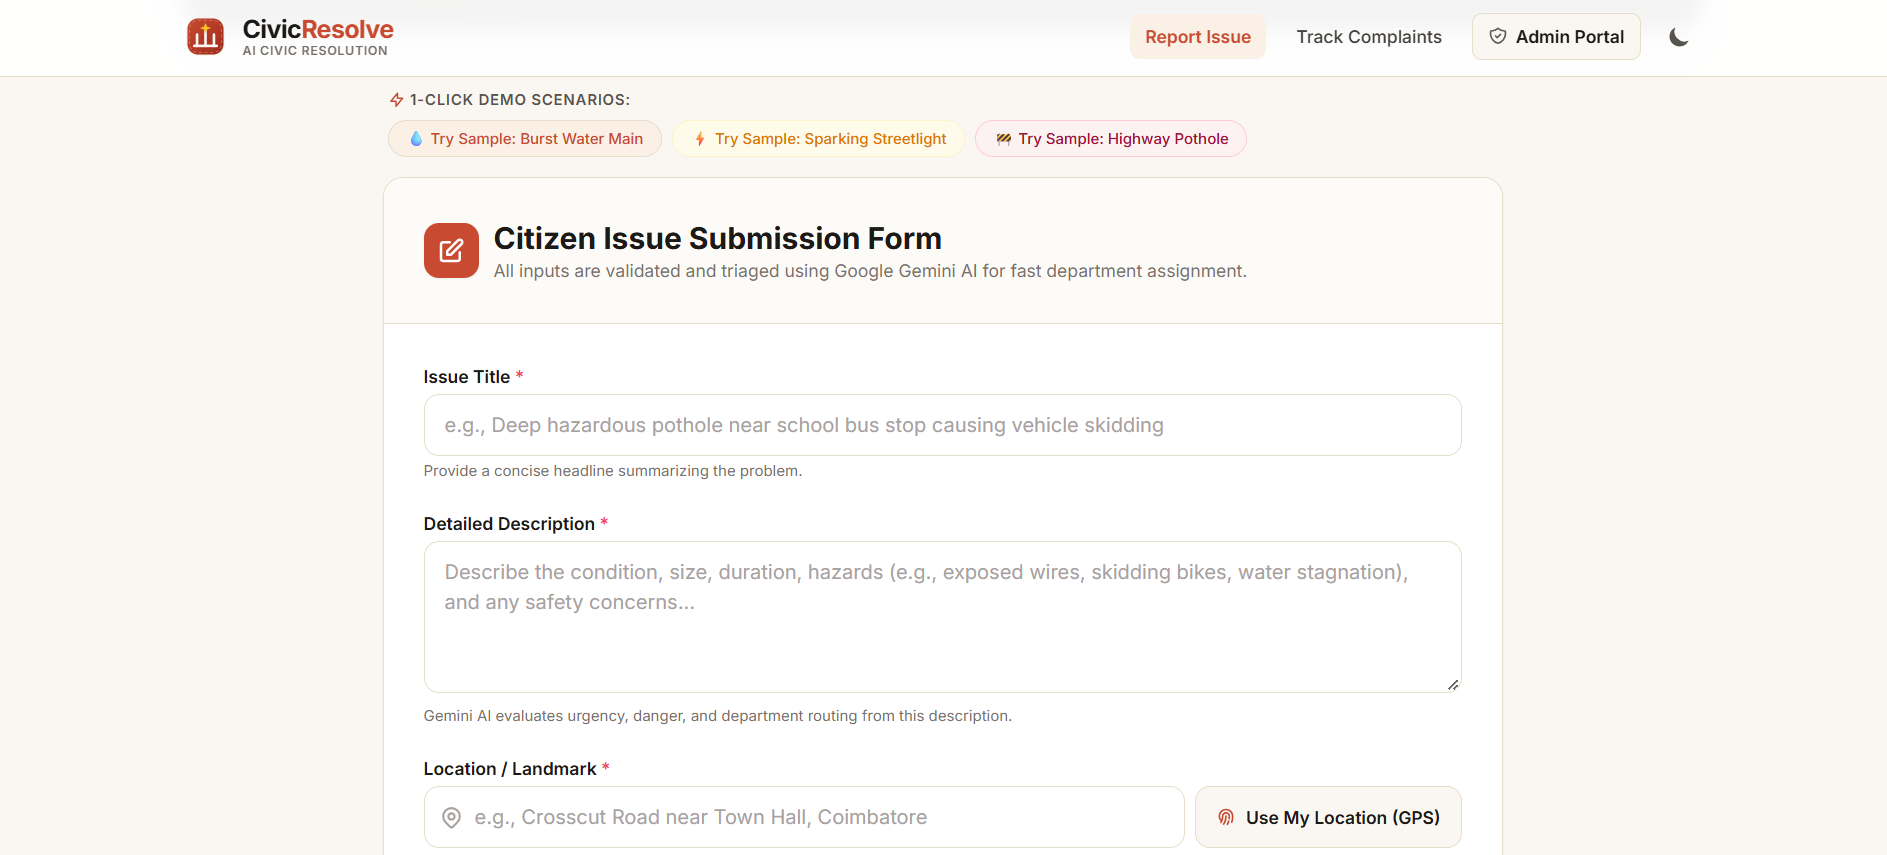 CivicResolve
AI CIVIC RESOLUTION
Report Issue
Track Complaints
Admin Portal
1-CLICK DEMO SCENARIOS:
Try Sample: Burst Water Main
Try Sample: Sparking Streetlight
Try Sample: Highway Pothole
Citizen Issue Submission Form
All inputs are validated and triaged using Google Gemini AI for fast department assignment.
Issue Title *
e.g., Deep hazardous pothole near school bus stop causing vehicle skidding
Provide a concise headline summarizing the problem.
Detailed Description *
Describe the condition, size, duration, hazards (e.g., exposed wires, skidding bikes, water stagnation),
and any safety concerns...
Gemini AI evaluates urgency, danger, and department routing from this description.
Location / Landmark *
e.g., Crosscut Road near Town Hall, Coimbatore
Use My Location (GPS)